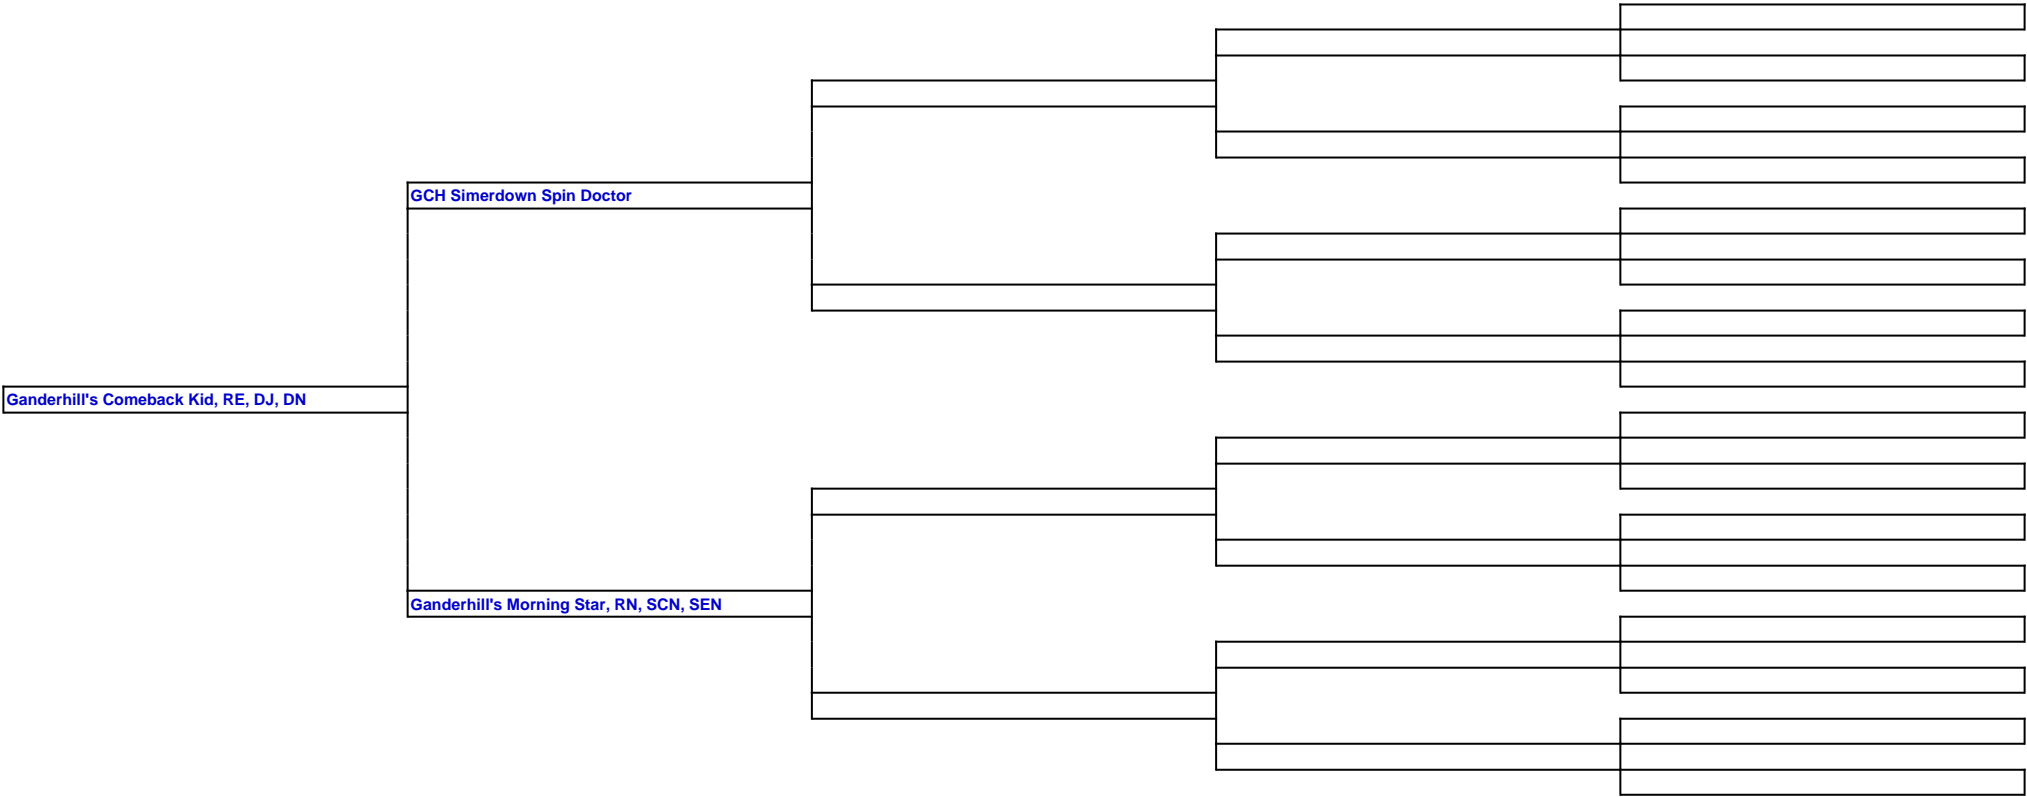 GCH Simerdown Spin Doctor
Ganderhill's Comeback Kid, RE, DJ, DN
Ganderhill's Morning Star, RN, SCN, SEN